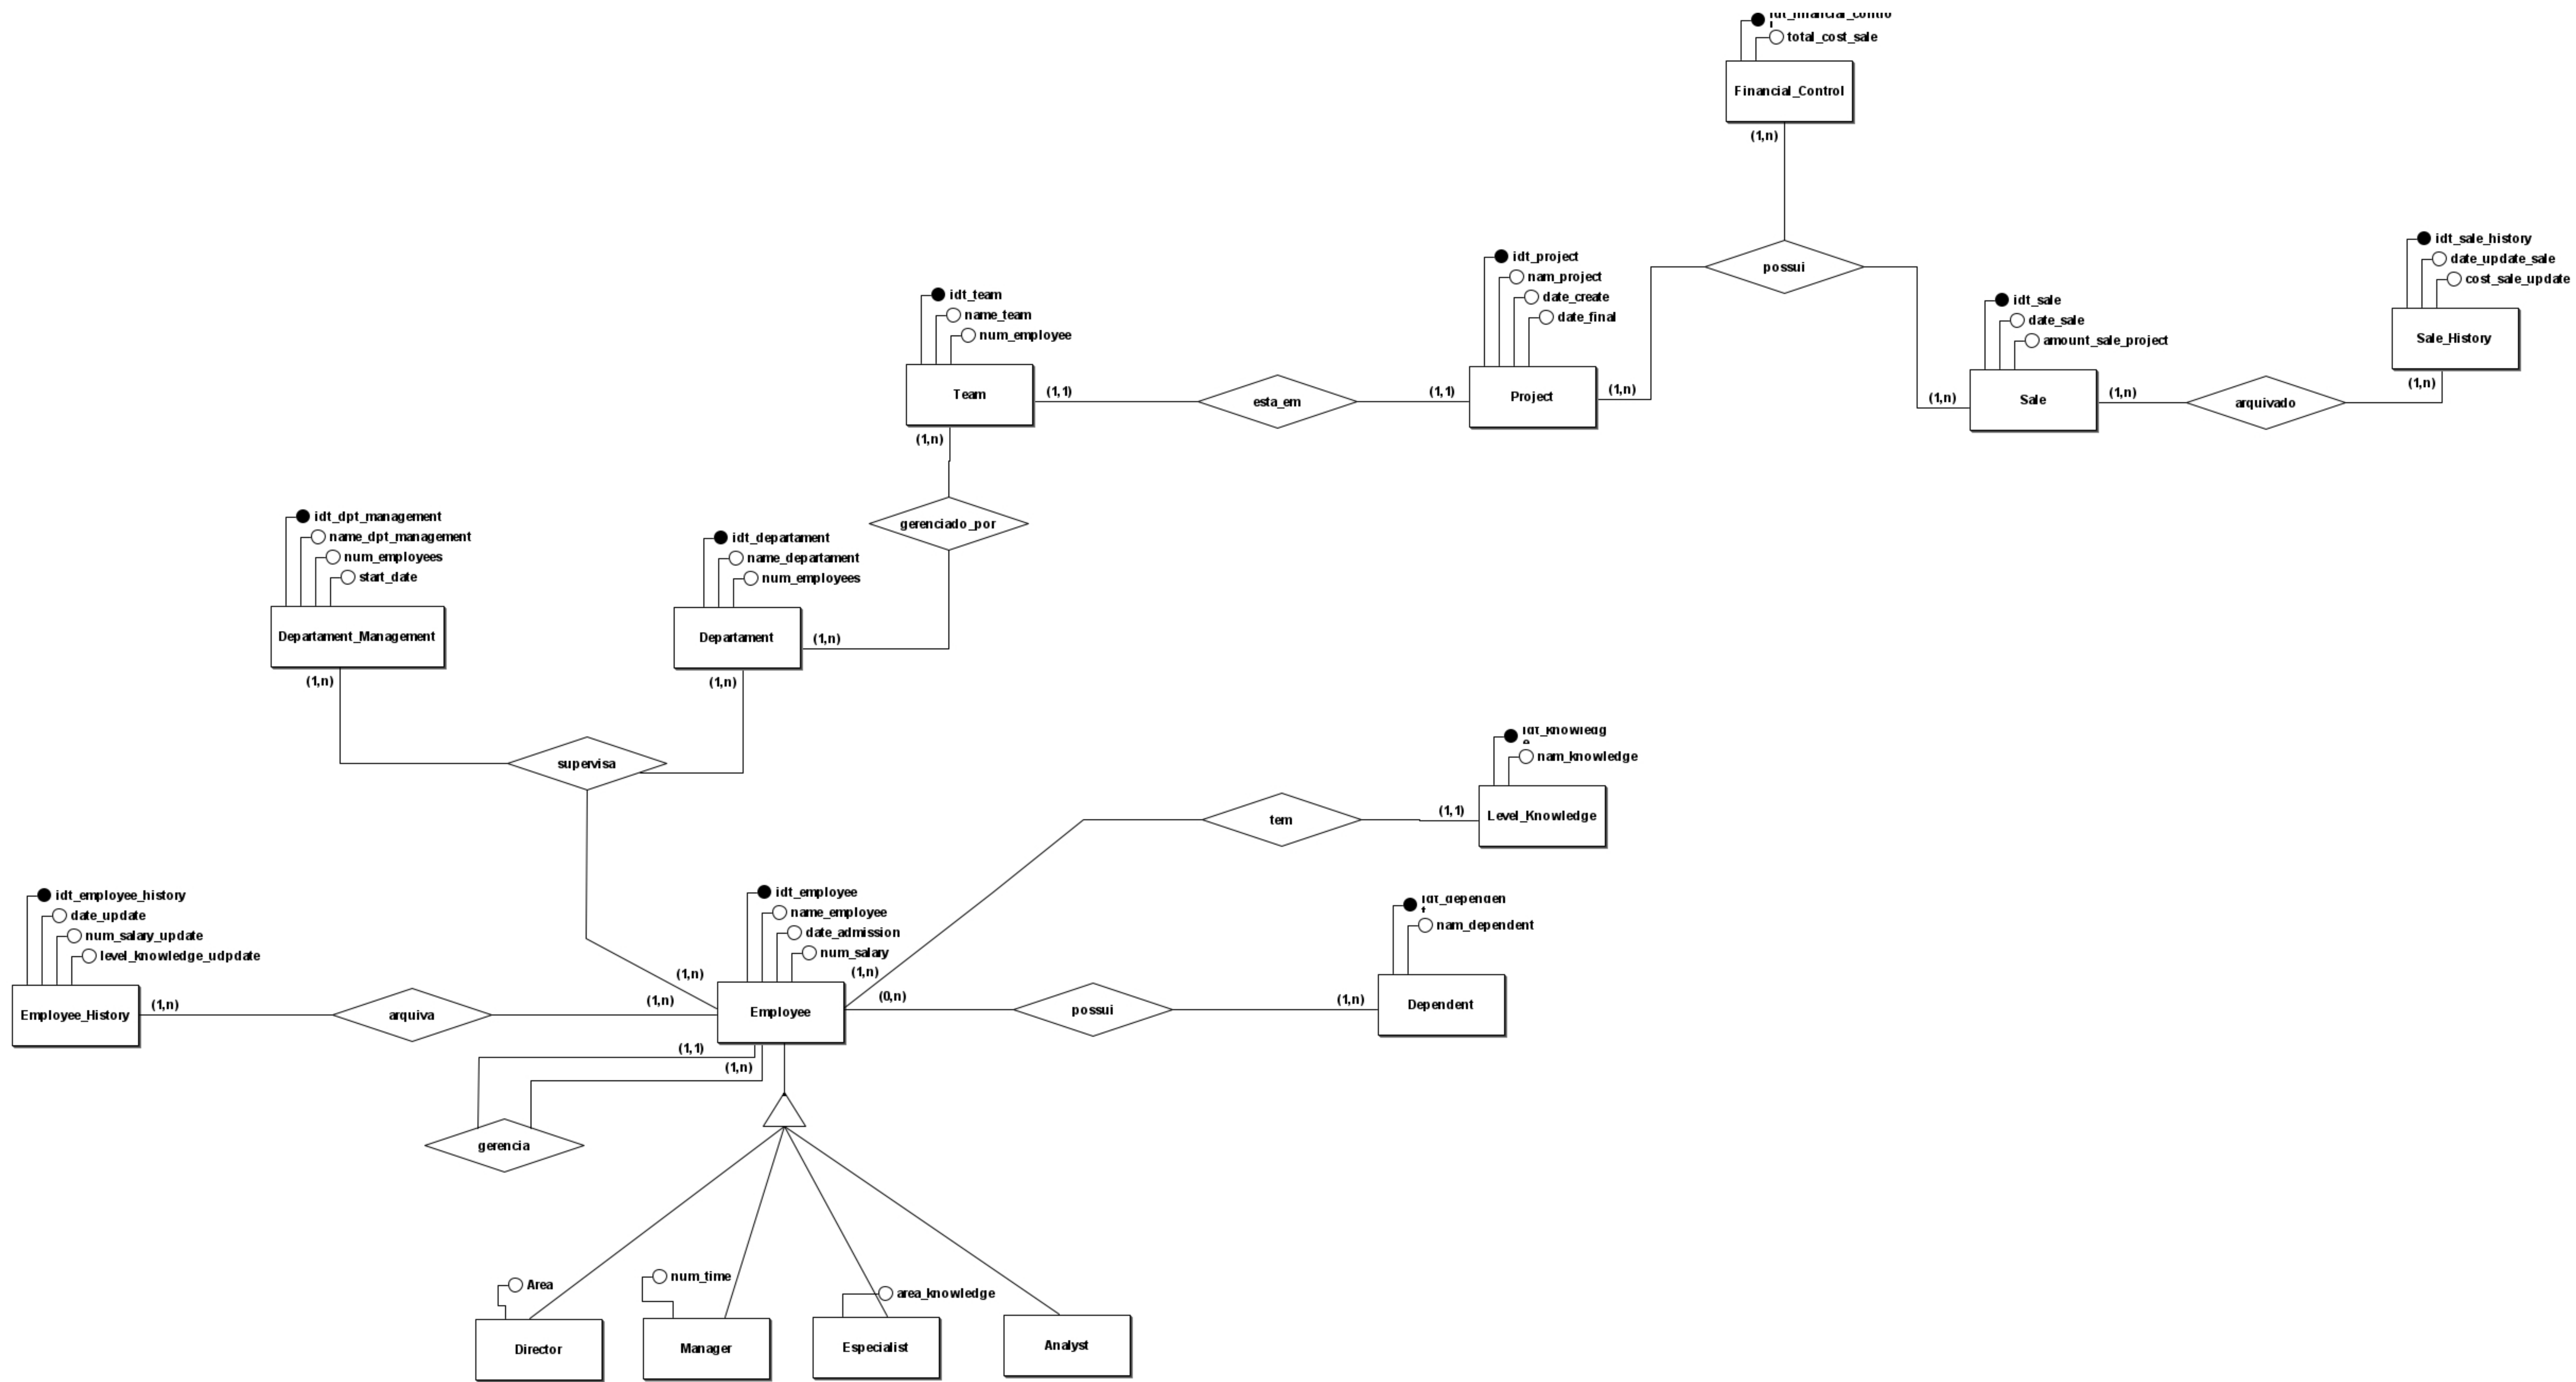 total_cost_sale
Financial_Control
(1,n)
possui
idt_sale_history
date_update_sale
cost_sale_update
Sale_History
(1,n)
idt_project
nam_project
date_create
date_final
Project
(1,1)
(1,n)
idt_sale
date_sale
amount_sale_project
Sale
(1,n)
(1,n)
arquivado
idt_team
name_team
num_employee
Team
(1,1)
(1,n)
esta_em
gerenciado_por
idt_dpt_management
name_dpt_management
num_employees
start_date
Departament_Management
(1,n)
idt_departament
name_departament
num_employees
Departament
(1,n)
(1,n)
supervisa
nam_knowledge
Level_Knowledge
(1,1)
tem
idt_employee_history
date_update
num_salary_update
level_knowledge_udpdate
Employee_History
(1,n)
arquiva
idt_employee
name_employee
date_admission
num_salary
Employee
(1,n)
(1,n)
(1,n)
(0,n)
(1,1)
(1,n)
possui
nam_dependent
Dependent
(1,n)
gerencia
Area
Director
num_time
Manager
area_knowledge
Especialist
Analyst